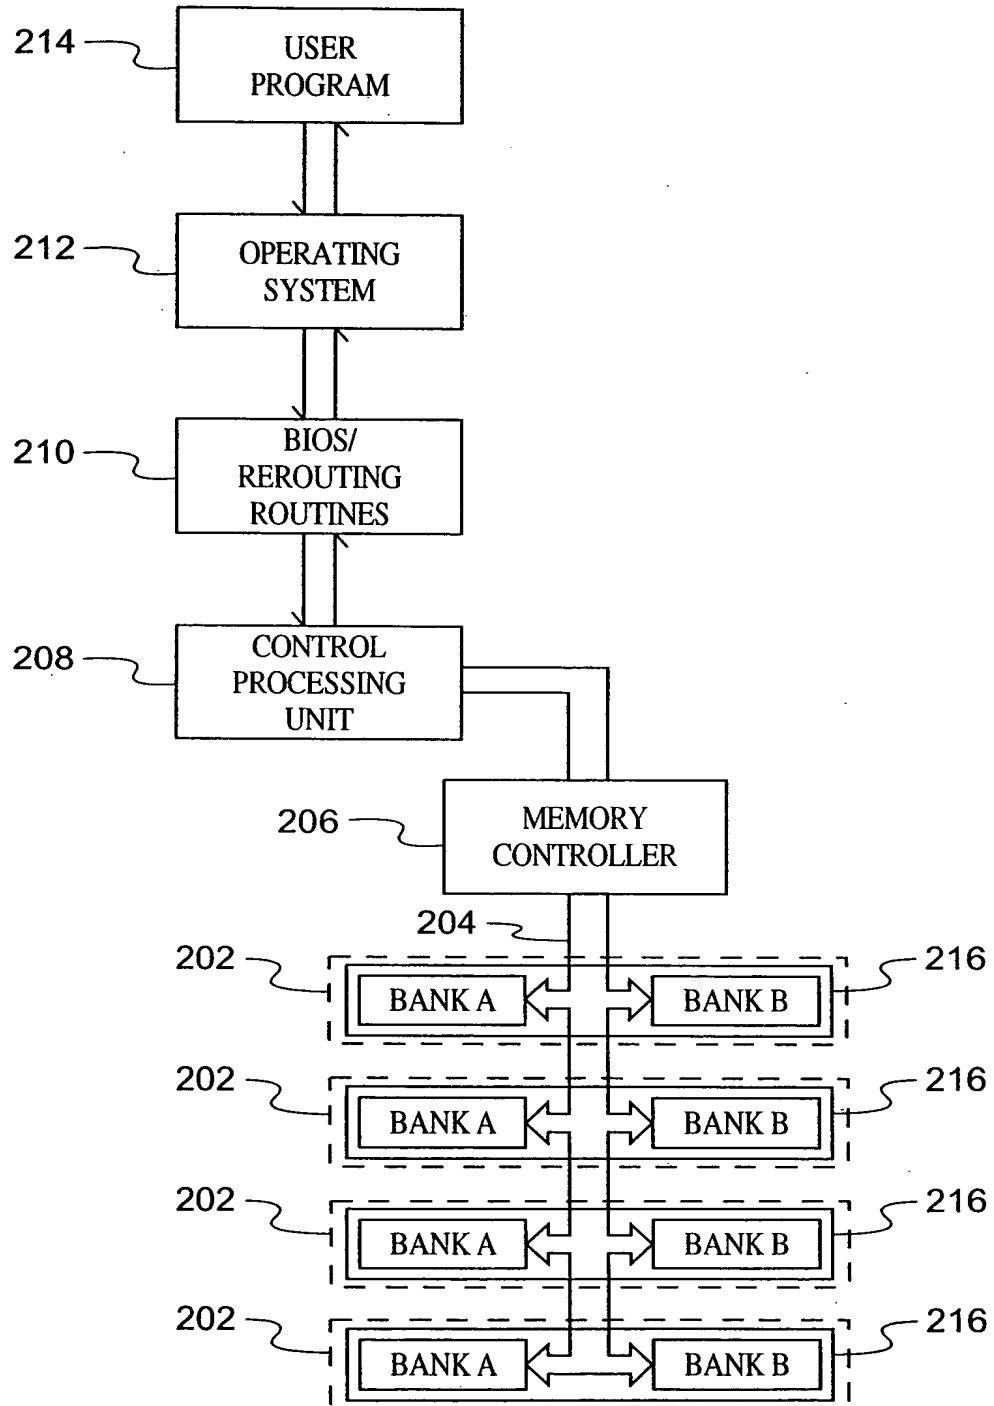 214
USER
PROGRAM
212
OPERATING
SYSTEM
210
BIOS/
REROUTING
ROUTINES
208
CONTROL
PROCESSING
UNIT
206
MEMORY
CONTROLLER
204
202
BANK A
BANK B
216
202
BANK A
BANK B
216
202
BANK A
BANK B
216
202
BANK A
BANK B
216